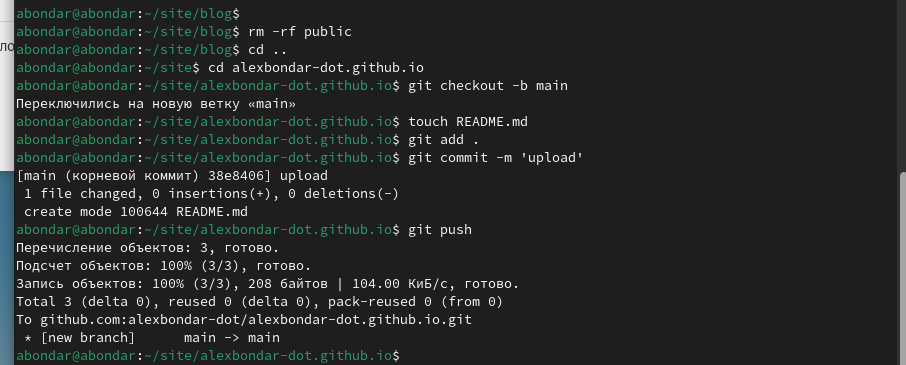 abondar@abondar:~/site/blog$
abondar@abondar:~/site/blog$ rm -rf public
abondar@abondar:~/site/blog$ cd ..
abondar@abondar:~/site$ cd alexbondar-dot.github.io
abondar@abondar:~/site/alexbondar-dot.github.io$ git checkout -b main
Переключились на новую ветку «main»
abondar@abondar:~/site/alexbondar-dot.github.io$ touch README.md
abondar@abondar:~/site/alexbondar-dot.github.io$ git add .
abondar@abondar:~/site/alexbondar-dot.github.io$ git commit -m 'upload'
[main (корневой коммит) 38e8406] upload
 1 file changed, 0 insertions(+), 0 deletions(-)
 create mode 100644 README.md
abondar@abondar:~/site/alexbondar-dot.github.io$ git push
Перечисление объектов: 3, готово.
Подсчет объектов: 100% (3/3), готово.
Запись объектов: 100% (3/3), 208 байтов | 104.00 КиБ/с, готово.
Total 3 (delta 0), reused 0 (delta 0), pack-reused 0 (from 0)
To github.com:alexbondar-dot/alexbondar-dot.github.io.git
 * [new branch]      main -> main
abondar@abondar:~/site/alexbondar-dot.github.io$